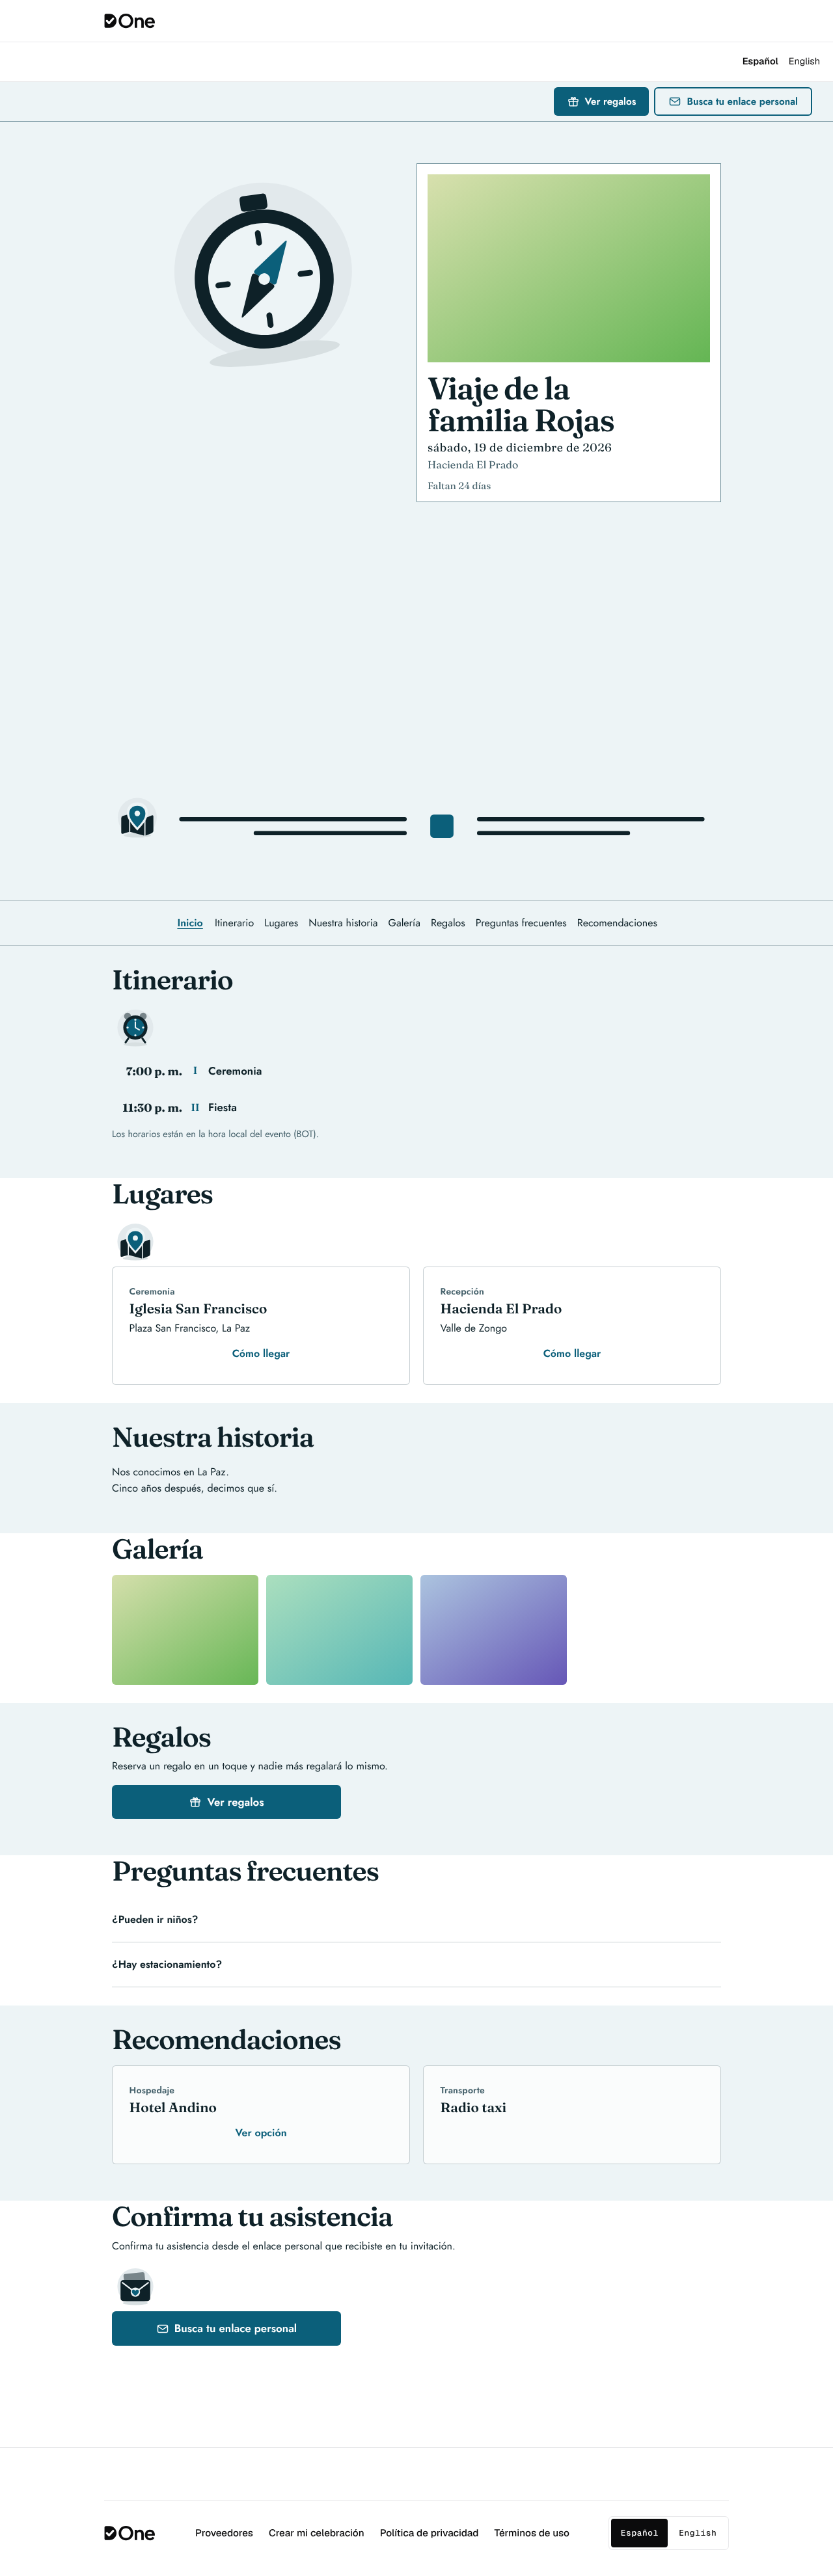 One
Español English
Ver regalos Busca tu enlace personal
Viaje de la
familia Rojas
sábado, 19 de diciembre de 2026
Hacienda El Prado
Faltan 24 días
Inicio Itinerario Lugares Nuestra historia Galería Regalos Preguntas frecuentes Recomendaciones
Itinerario
7:00 p. m. I Ceremonia
11:30 p. m. II Fiesta
Los horarios están en la hora local del evento (BOT).
Lugares
Ceremonia
Iglesia San Francisco
Plaza San Francisco, La Paz
Cómo llegar
Recepción
Hacienda El Prado
Valle de Zongo
Cómo llegar
Nuestra historia
Nos conocimos en La Paz.
Cinco años después, decimos que sí.
Galería
Regalos
Reserva un regalo en un toque y nadie más regalará lo mismo.
Ver regalos
Preguntas frecuentes
¿Pueden ir niños?
¿Hay estacionamiento?
Recomendaciones
Hospedaje
Hotel Andino
Ver opción
Transporte
Radio taxi
Confirma tu asistencia
Confirma tu asistencia desde el enlace personal que recibiste en tu invitación.
Busca tu enlace personal
One Proveedores Crear mi celebración Política de privacidad Términos de uso Español English